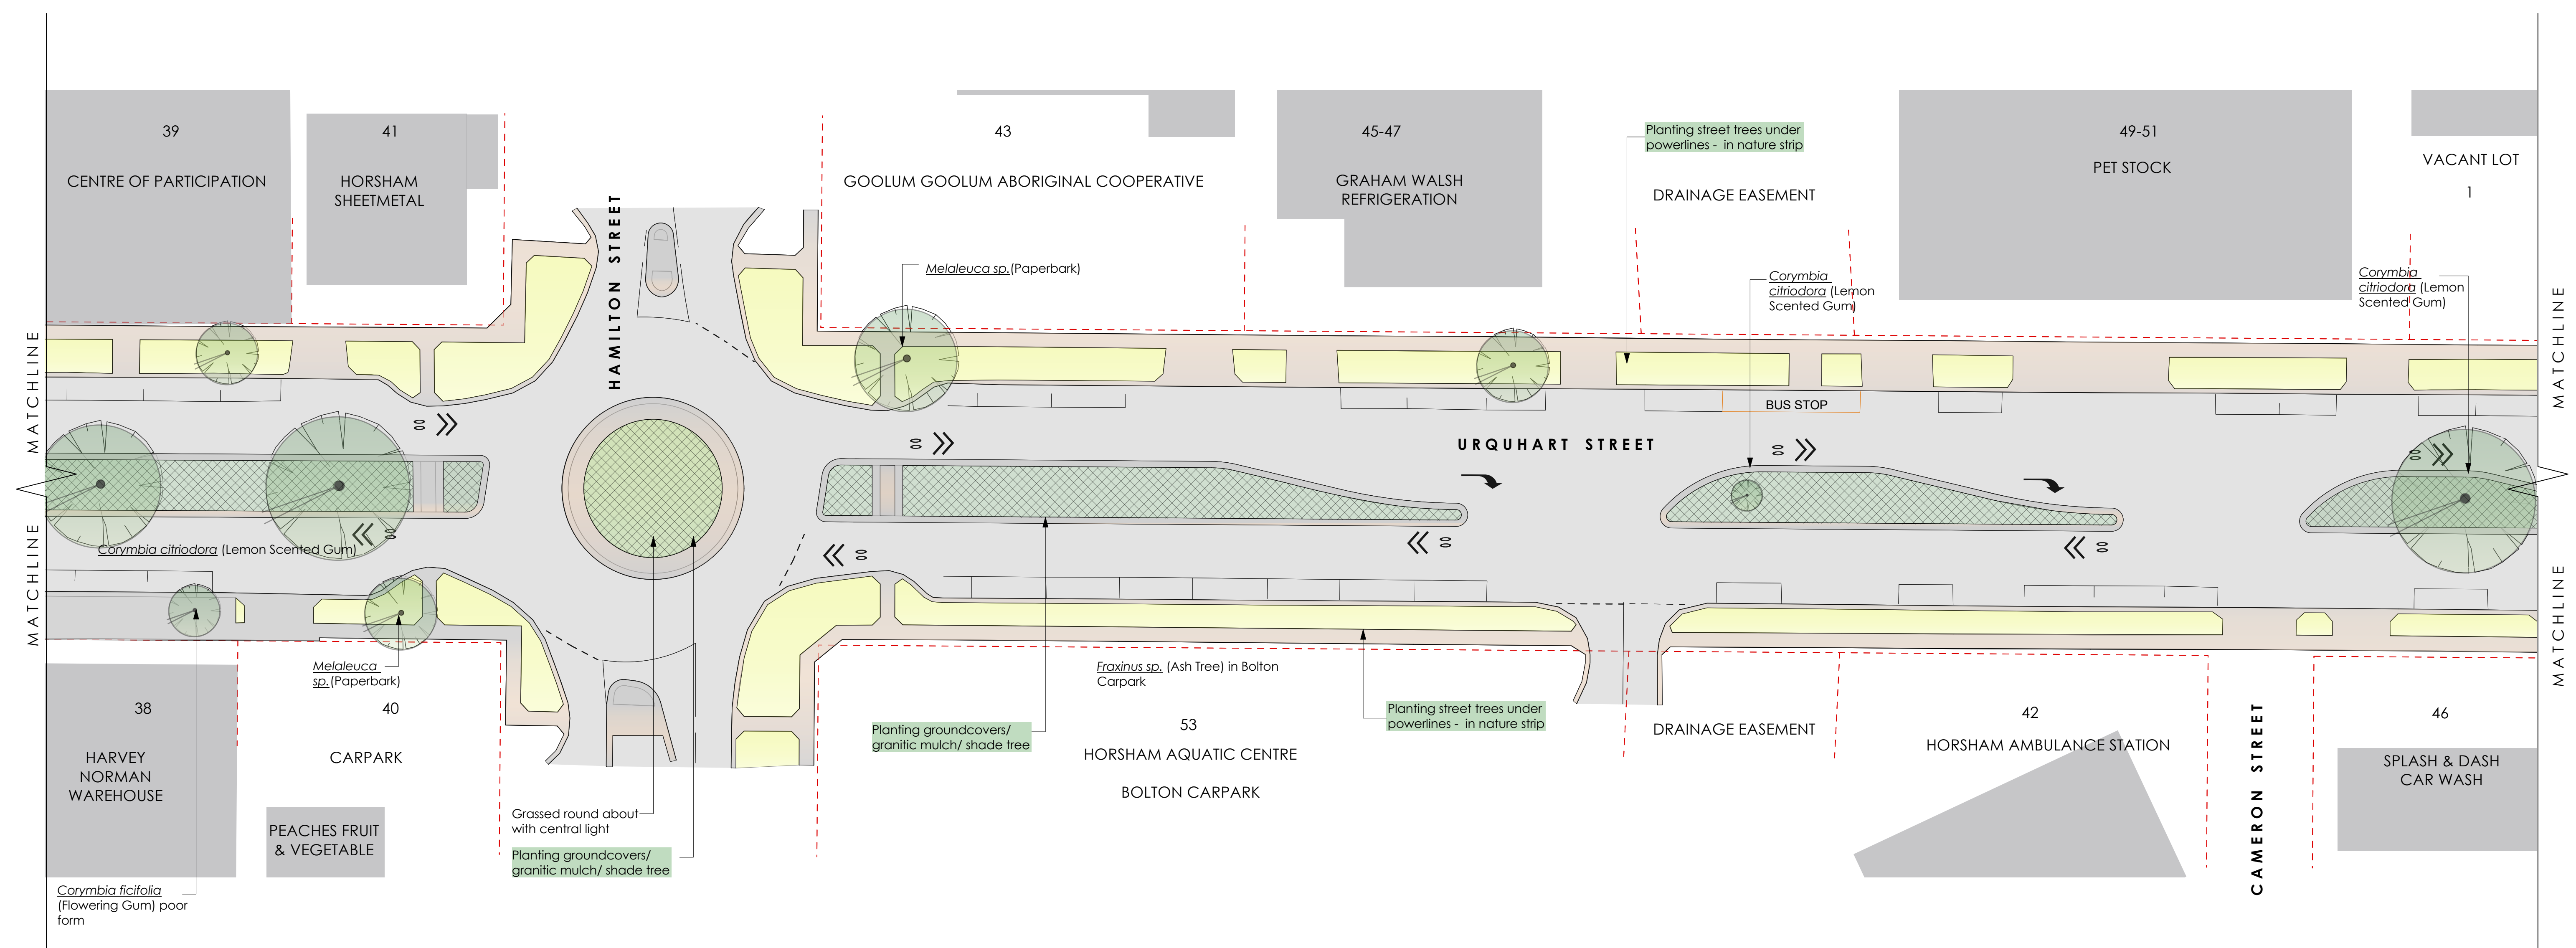 39
CENTRE OF PARTICIPATION
41
HORSHAM
SHEETMETAL
HAMILTON STREET
43
GOOLUM GOOLUM ABORIGINAL COOPERATIVE
45-47
GRAHAM WALSH
REFRIGERATION
Planting street trees under
powerlines - in nature strip
DRAINAGE EASEMENT
49-51
PET STOCK
VACANT LOT
1
Melaleuca sp.(Paperbark)
Corymbia
citriodora (Lemon
Scented Gum)
Corymbia
citriodora (Lemon
Scented Gum)
MATCHLINE
MATCHLINE
BUS STOP
URQUHART STREET
MATCHLINE
MATCHLINE
Corymbia citriodora (Lemon Scented Gum)
Melaleuca
sp.(Paperbark)
Fraxinus sp. (Ash Tree) in Bolton
Carpark
38
HARVEY
NORMAN
WAREHOUSE
40
CARPARK
PEACHES FRUIT
& VEGETABLE
Corymbia ficifolia
(Flowering Gum) poor
form
Grassed round about
with central light
Planting groundcovers/
granitic mulch/ shade tree
Planting groundcovers/
granitic mulch/ shade tree
53
HORSHAM AQUATIC CENTRE
BOLTON CARPARK
Planting street trees under
powerlines - in nature strip
DRAINAGE EASEMENT
42
HORSHAM AMBULANCE STATION
CAMERON STREET
46
SPLASH & DASH
CAR WASH